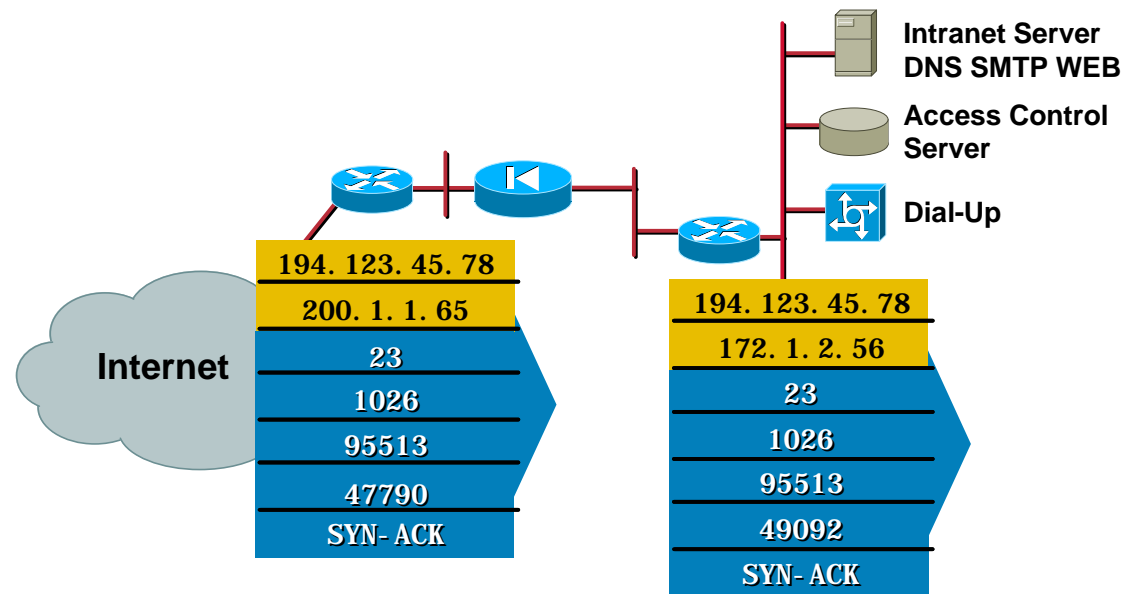 Intranet Server
DNS SMTP WEB
Access Control
Server
Dial-Up
Internet
194. 123. 45. 78
200. 1. 1. 65
23
1026
95513
47790
SYN- ACK
194. 123. 45. 78
172. 1. 2. 56
23
1026
95513
49092
SYN- ACK